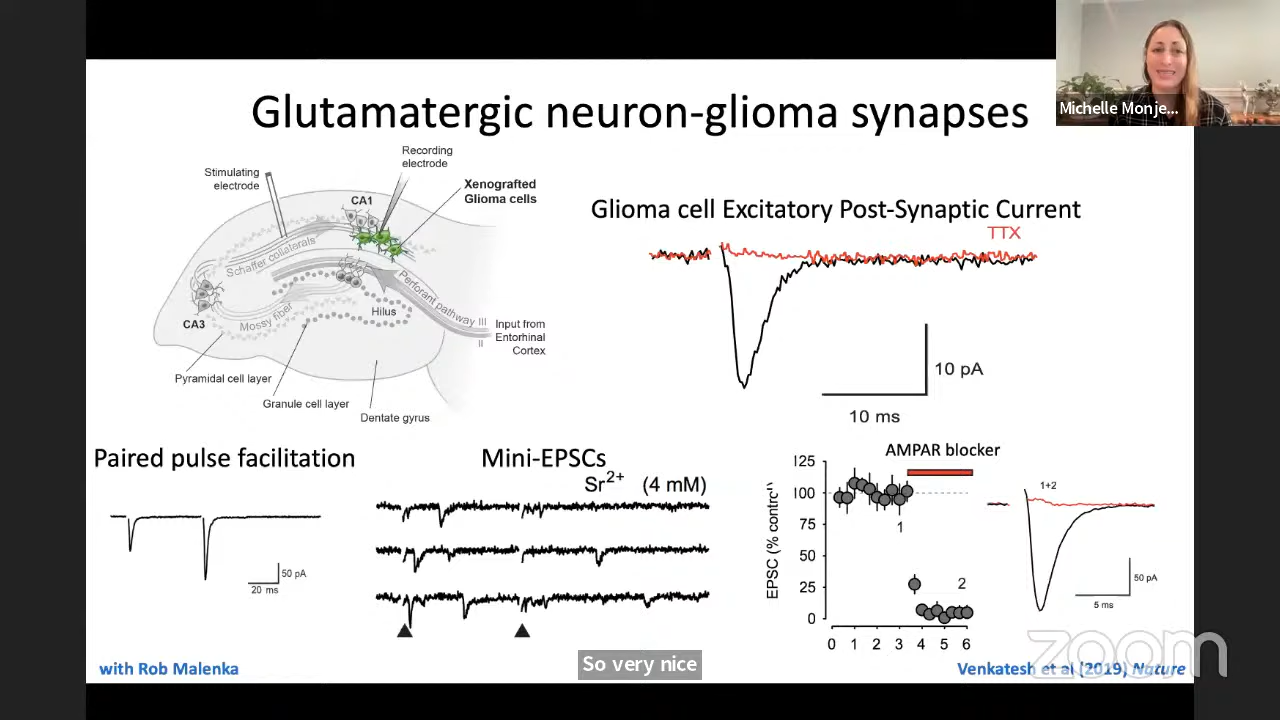 Michelle Monje...
Glutamatergic neuron-glioma synapses
Recording
electrode
Stimulating
electrode
Xenografted
Glioma cells
CA1
Schaffer collaterals
CA3
Mossy fiber
Hilus
Perforant pathway
III
II
Input from
Entorhinal
Cortex
Pyramidal cell layer
Granule cell layer
Dentate gyrus
Glioma cell Excitatory Post-Synaptic Current
TTX
10 pA
10 ms
Paired pulse facilitation
50 pA
20 ms
Mini-EPSCs
Sr2+ (4 mM)
AMPAR blocker
EPSC (% contrc
125
100
75
50
25
0
1
2
0 1 2 3 4 5 6
1+2
50 pA
5 ms
with Rob Malenka
So very nice
Venkatesh et al (2019) Nature
zoom